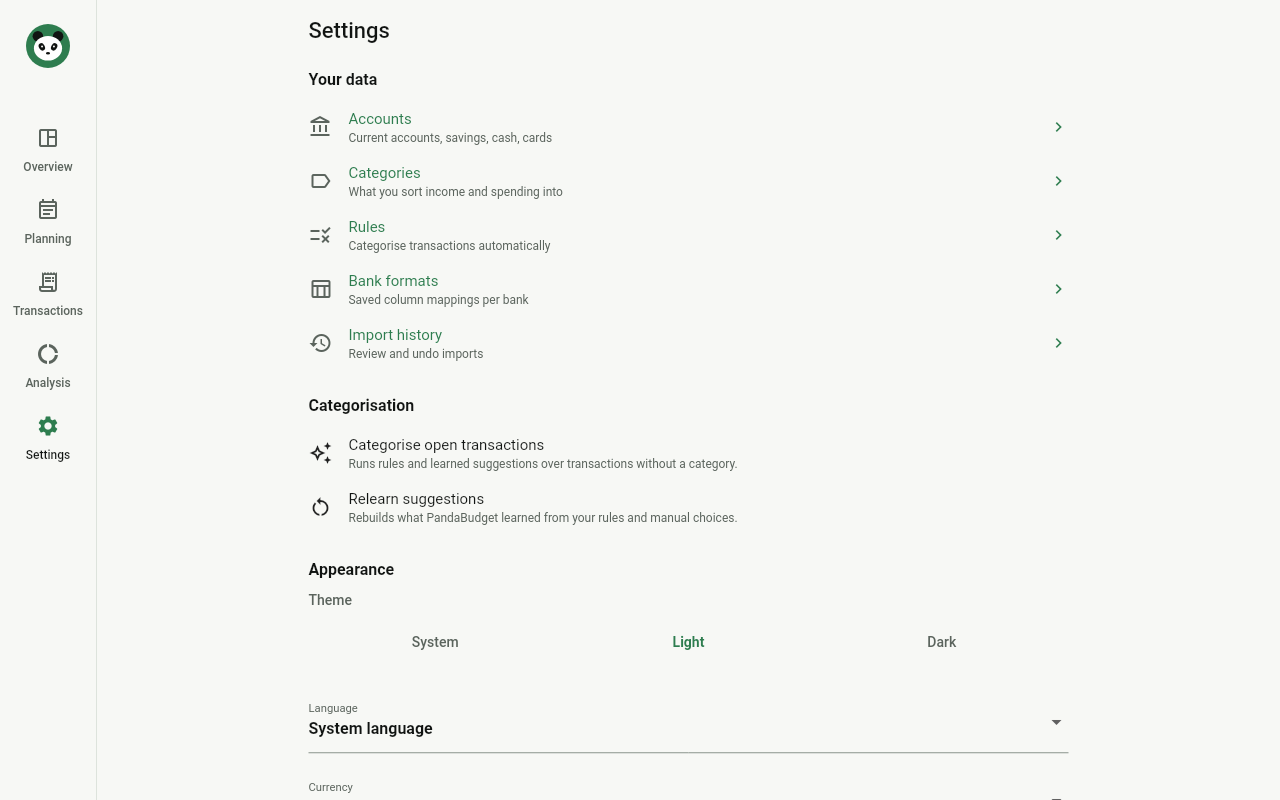 Settings
Your data
Accounts
Current accounts, savings, cash, cards
Categories
What you sort income and spending into
Rules
Categorise transactions automatically
Bank formats
Saved column mappings per bank
Import history
Review and undo imports
Categorisation
Categorise open transactions
Runs rules and learned suggestions over transactions without a category.
Relearn suggestions
Rebuilds what PandaBudget learned from your rules and manual choices.
Appearance
Theme
System Light Dark
Language
System language
Currency
Overview
Planning
Transactions
Analysis
Settings